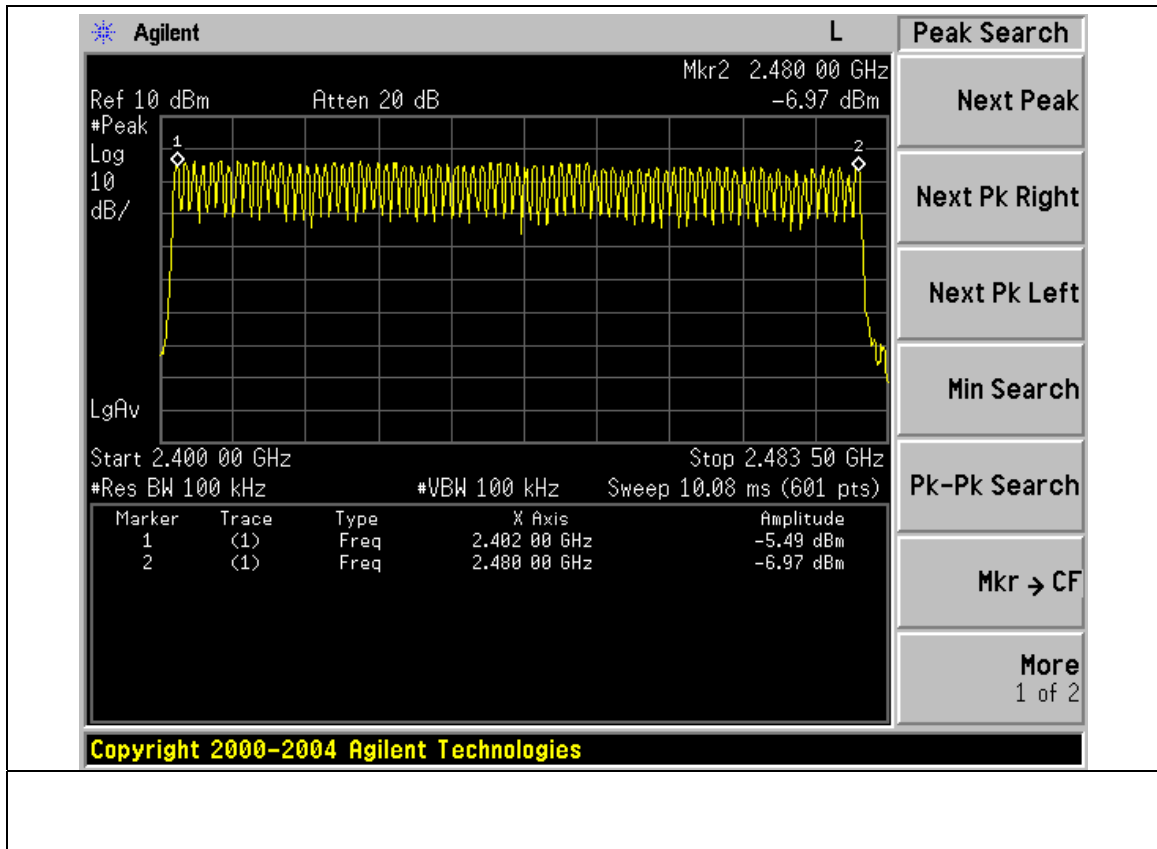 Agilent L Peak Search
Mkr2 2.480 00 GHz
Ref 10 dBm Atten 20 dB -6.97 dBm
#Peak
Log
10
dB/
1
2
LgAv
Start 2.400 00 GHz Stop 2.483 50 GHz
#Res BW 100 kHz #VBW 100 kHz Sweep 10.08 ms (601 pts)
Marker Trace Type X Axis Amplitude
1 (1) Freq 2.402 00 GHz -5.49 dBm
2 (1) Freq 2.480 00 GHz -6.97 dBm
Next Peak
Next Pk Right
Next Pk Left
Min Search
Pk-Pk Search
Mkr → CF
More
1 of 2
Copyright 2000-2004 Agilent Technologies